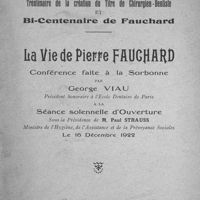 Tricentenaire de la création du Titre de Chirurgien-Dentiste
ET
Bi-Centenaire de Fauchard
La Vie de Pierre FAUCHARD
Conférence faite à la Sorbonne
PAR
George VIAU
Président Honoraire à l'Ecole Dentaire de Paris
A LA
Séance solennelle d'Ouverture
Sous la Présidence de M. Paul STRAUSS
Ministre de l'Hygiène, de l'Assistance et de la Prévoyance Sociales
Le 16 Décembre 1922